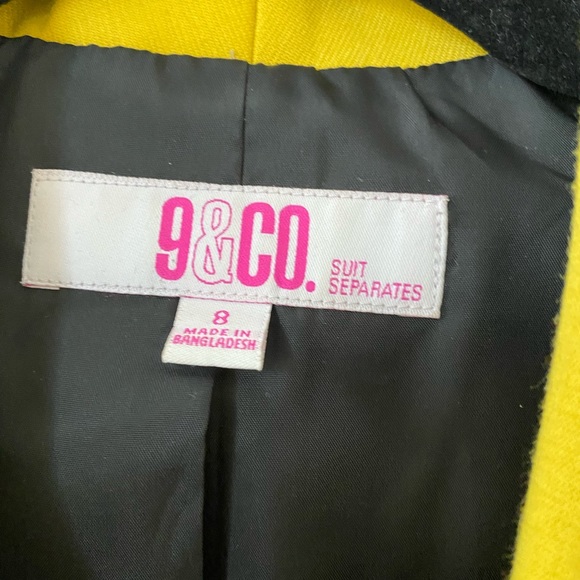 9&CO. SUIT
SEPARATES
8
MADE IN
BANGLADESH